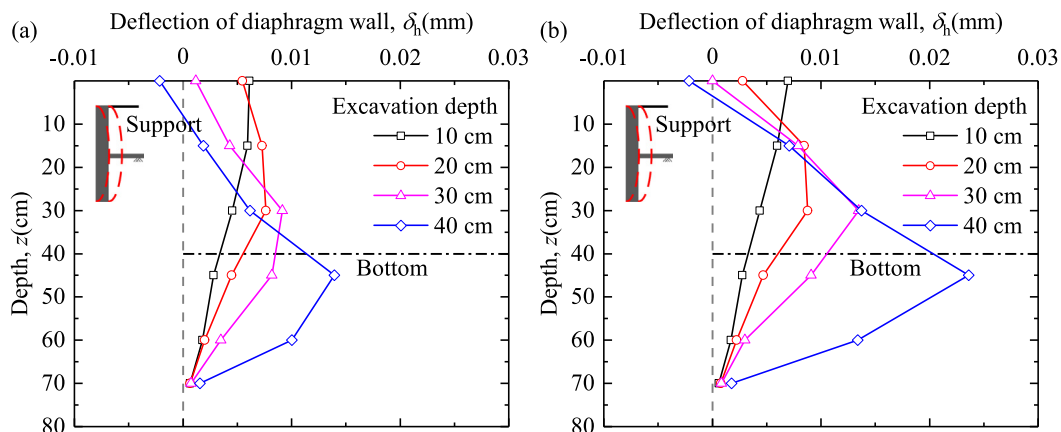 (a)
Deflection of diaphragm wall, δh(mm)
-0.01 0 0.01 0.02 0.03
Depth, z(cm)
10
20
30
40
50
60
70
80
Support
Excavation depth
10 cm
20 cm
30 cm
40 cm
Bottom
(b)
Deflection of diaphragm wall, δh(mm)
-0.01 0 0.01 0.02 0.03
Depth, z(cm)
10
20
30
40
50
60
70
80
Support
Excavation depth
10 cm
20 cm
30 cm
40 cm
Bottom